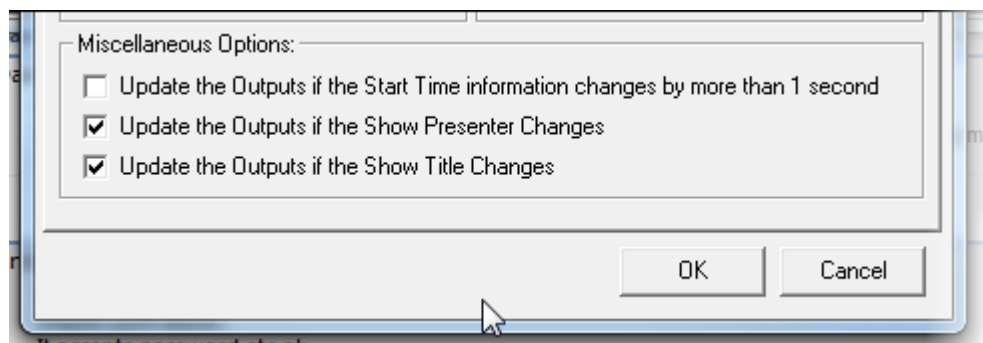 Miscellaneous Options:
Update the Outputs if the Start Time information changes by more than 1 second
Update the Outputs if the Show Presenter Changes
Update the Outputs if the Show Title Changes
OK Cancel